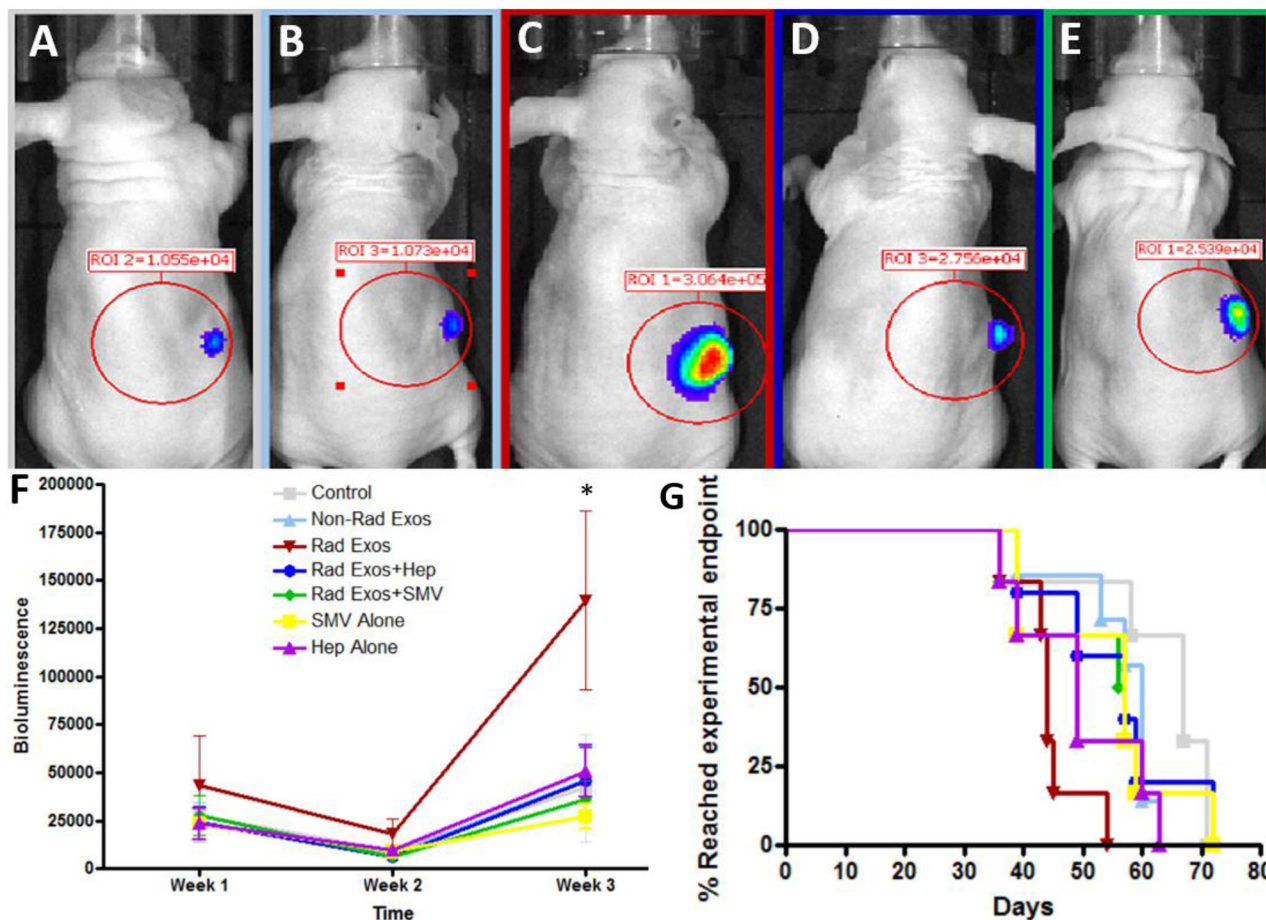 A
B
C
D
E
ROI 2=1.055e+04
ROI 3=1.073e+04
ROI 1=3.064e+05
ROI 3=2.756e+04
ROI 1=2.539e+04
F
200000
175000
150000
125000
100000
75000
50000
25000
0
Bioluminescence
Control
Non-Rad Exos
Rad Exos
Rad Exos+Hep
Rad Exos+SMV
SMV Alone
Hep Alone
*
Week 1
Week 2
Week 3
Time
G
% Reached experimental endpoint
100
75
50
25
0
0
10
20
30
40
50
60
70
80
Days